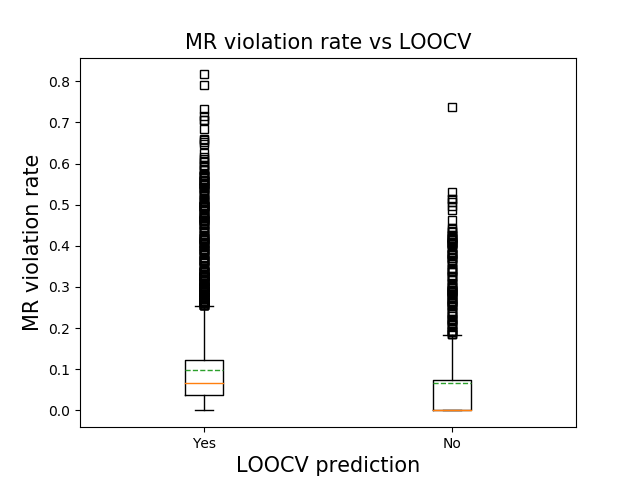 MR violation rate vs LOOCV
MR violation rate
0.8
0.7
0.6
0.5
0.4
0.3
0.2
0.1
0.0
Yes
No
LOOCV prediction